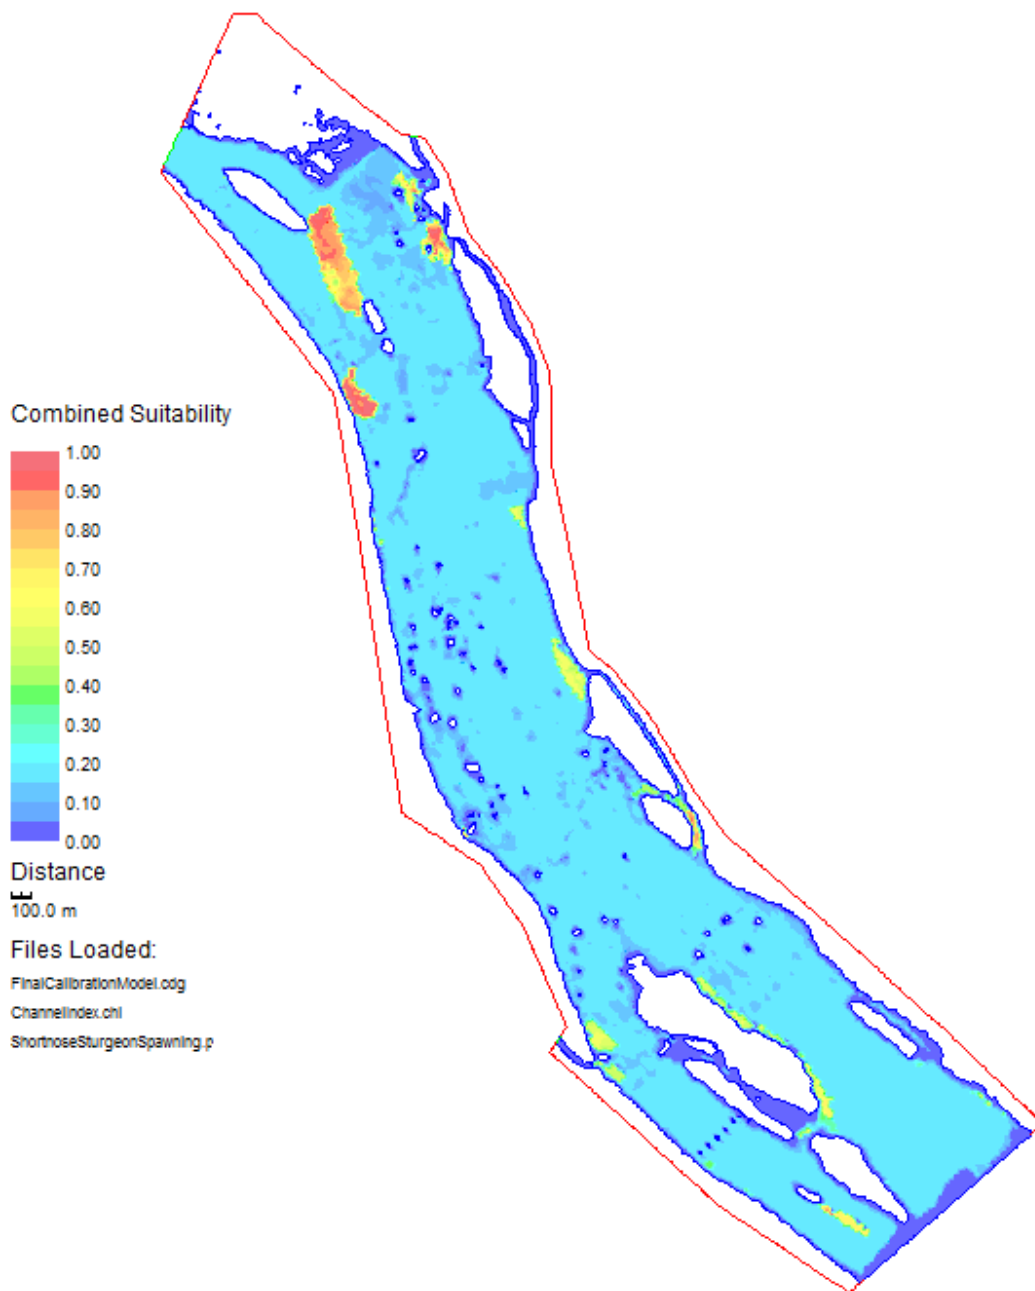 Combined Suitability
1.00
0.90
0.80
0.70
0.60
0.50
0.40
0.30
0.20
0.10
0.00
Distance
100.0 m
Files Loaded:
FinalCalibrationModel.cdg
ChannelIndex.chl
ShortnoseSturgeonSpawning.p